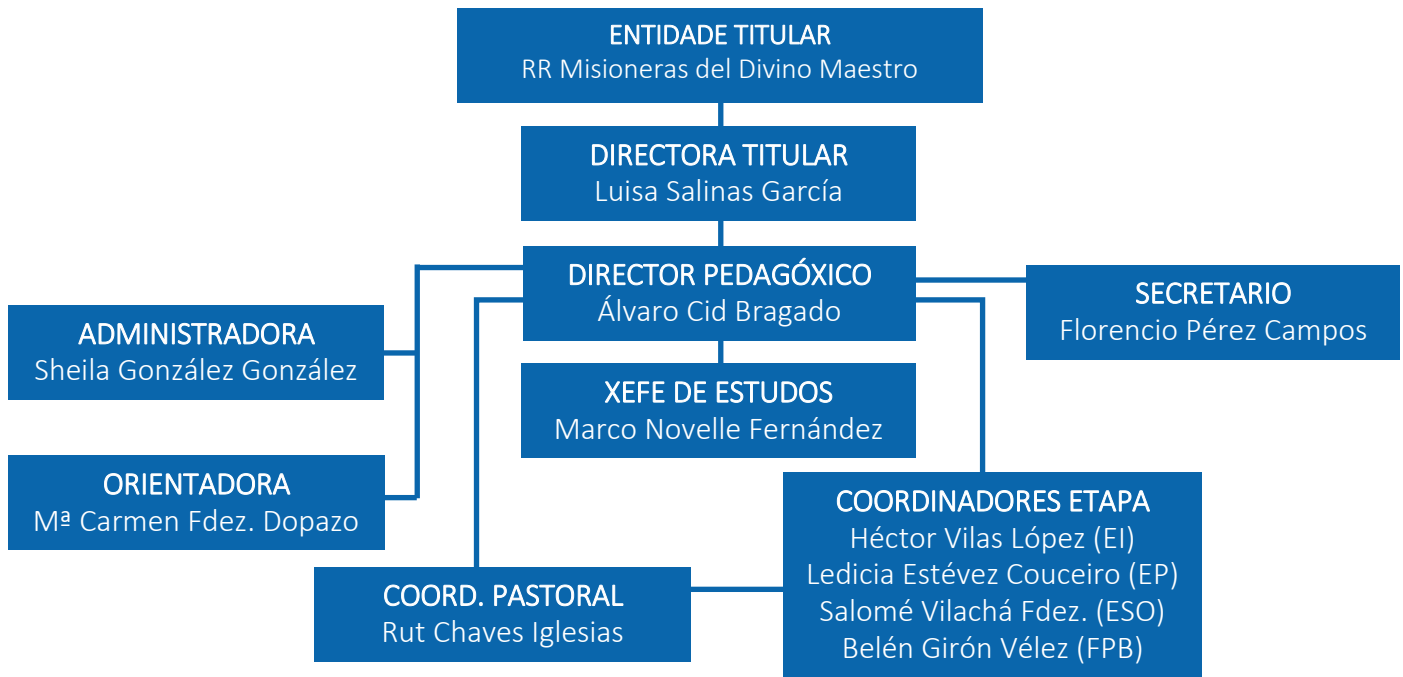 ENTIDADE TITULAR
RR Misioneras del Divino Maestro
DIRECTORA TITULAR
Luisa Salinas García
DIRECTOR PEDAGÓXICO
Álvaro Cid Bragado
SECRETARIO
Florencio Pérez Campos
ADMINISTRADORA
Sheila González González
XEFE DE ESTUDOS
Marco Novelle Fernández
ORIENTADORA
Mª Carmen Fdez. Dopazo
COORDINADORES ETAPA
Héctor Vilas López (EI)
Ledicia Estévez Couceiro (EP)
Salomé Vilachá Fdez. (ESO)
Belén Girón Vélez (FPB)
COORD. PASTORAL
Rut Chaves Iglesias